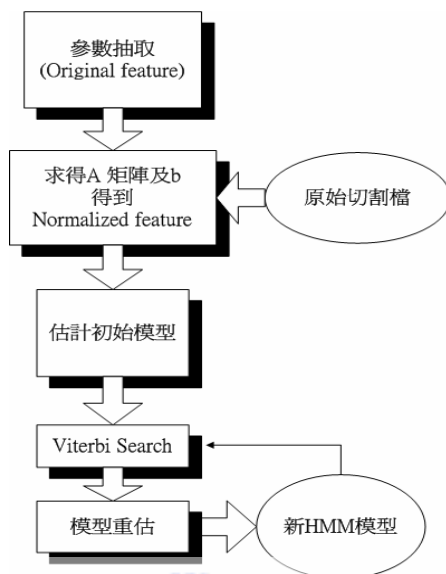 參數抽取
(Original feature)
求得A 矩陣及b
得到
Normalized feature
原始切割檔
估計初始模型
Viterbi Search
模型重估
新HMM模型